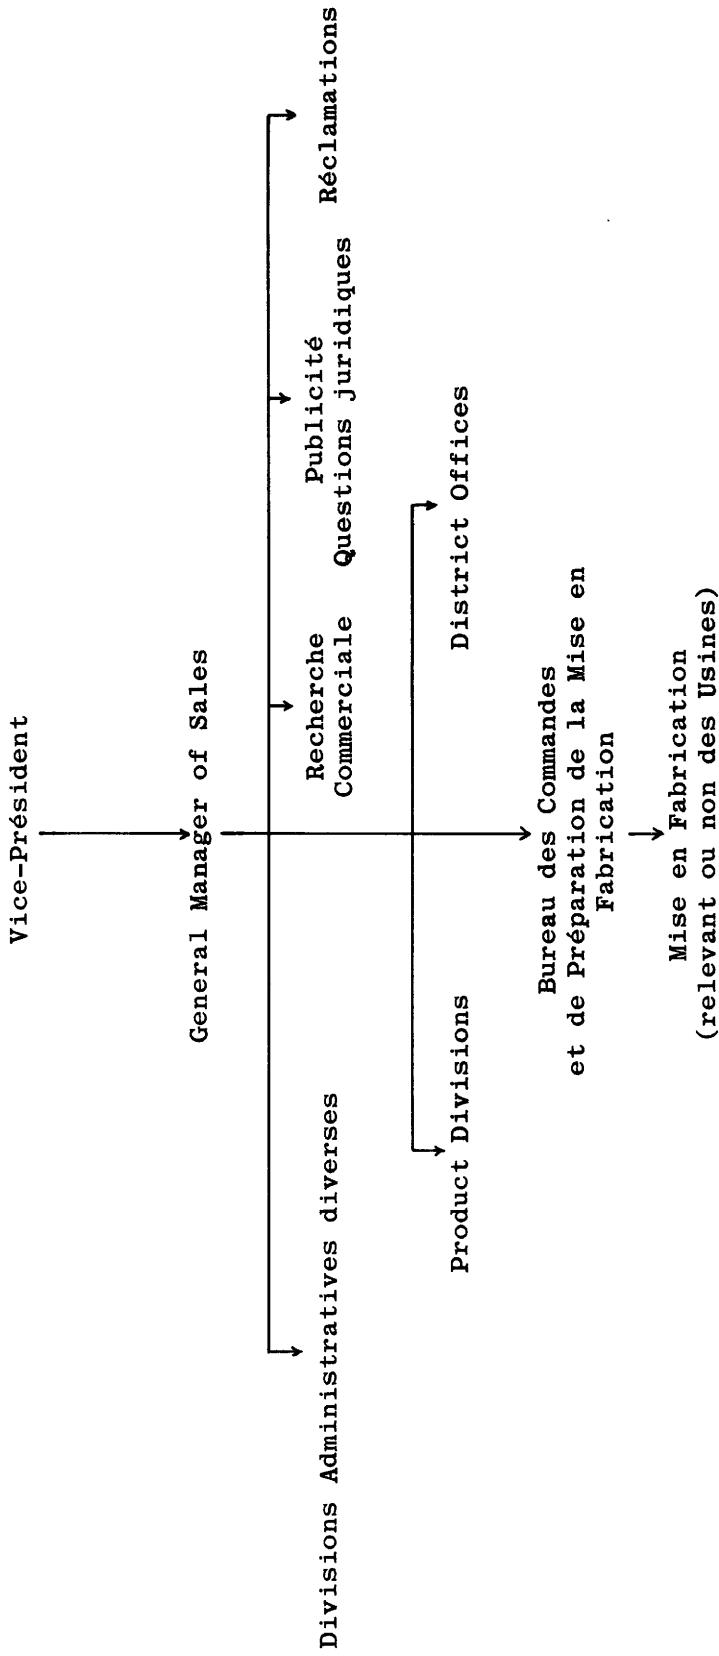 Vice-Président
General Manager of Sales
Divisions Administratives diverses
Recherche
Commerciale
Publicité
Questions juridiques
Réclamations
Product Divisions
District Offices
Bureau des Commandes
et de Préparation de la Mise en
Fabrication
Mise en Fabrication
(relevant ou non des Usines)